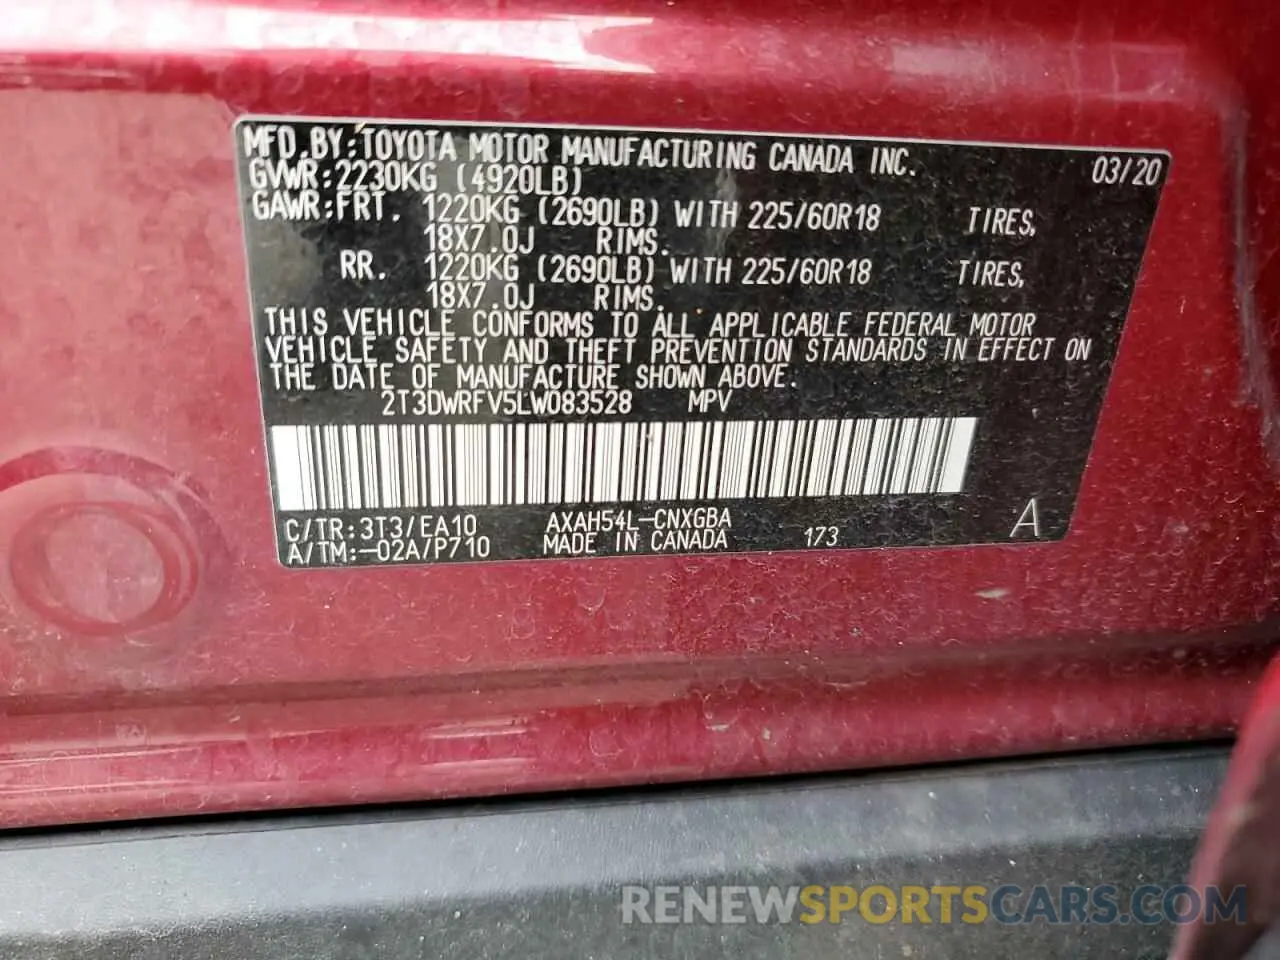 MFD.BY:TOYOTA MOTOR MANUFACTURING CANADA INC. 03/20
GVWR:2230KG (4920LB)
GAWR:FRT. 1220KG (2690LB) WITH 225/60R18 TIRES,
18X7.0J RIMS.
RR. 1220KG (2690LB) WITH 225/60R18 TIRES,
18X7.0J RIMS.
THIS VEHICLE CONFORMS TO ALL APPLICABLE FEDERAL MOTOR
VEHICLE SAFETY AND THEFT PREVENTION STANDARDS IN EFFECT ON
THE DATE OF MANUFACTURE SHOWN ABOVE.
2T3DWRFV5LW083528 MPV
C/TR:3T3/EA10 AXAH54L-CNXGBA
A/TM:-02A/P710 MADE IN CANADA 173 A
RENEWSPORTSCARS.COM